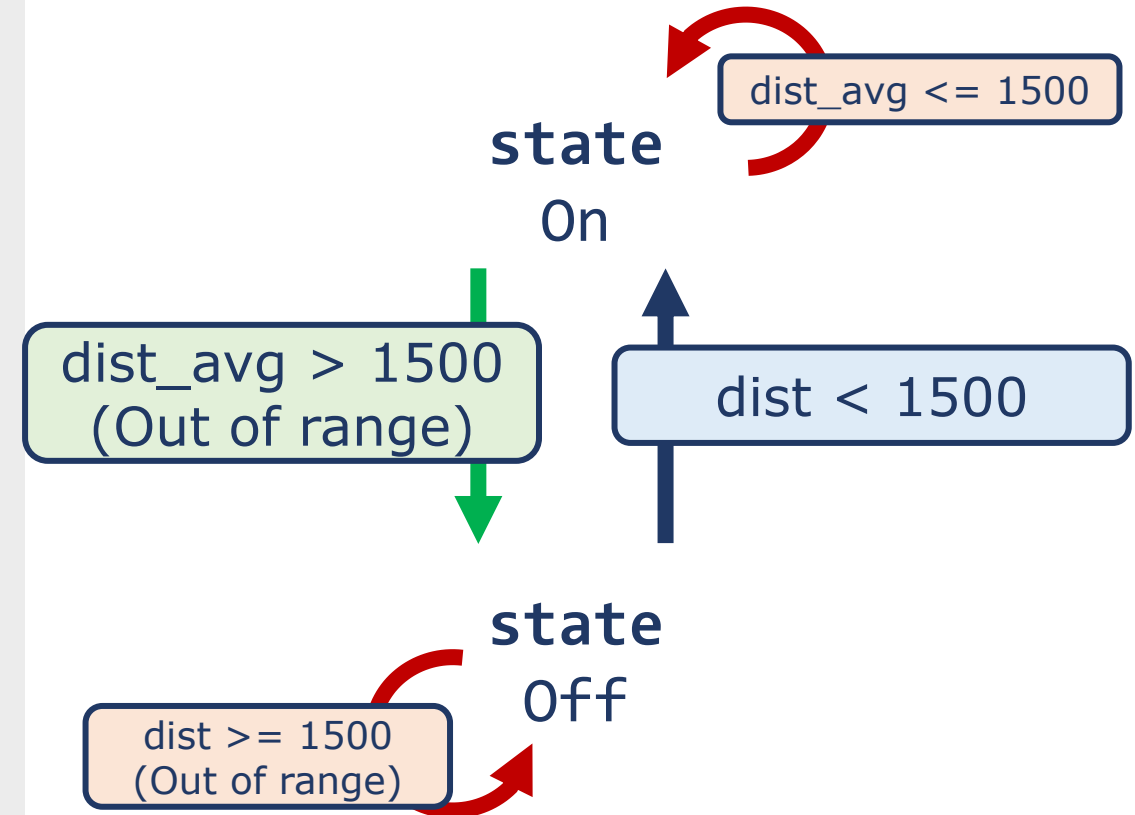 dist_avg <= 1500
state
On
dist_avg > 1500
(Out of range)
dist < 1500
state
Off
dist >= 1500
(Out of range)